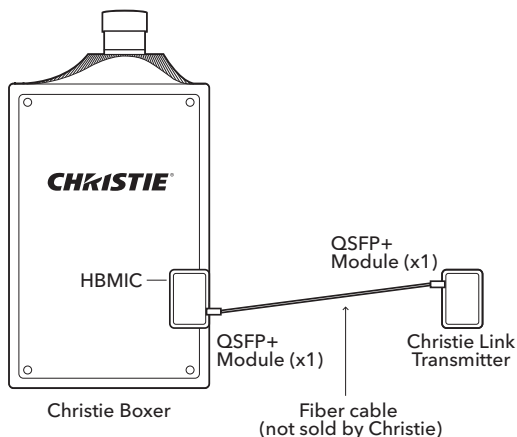 CHRISTIE®
QSFP+
Module (x1)
HBMIC
QSFP+
Module (x1)
Christie Link
Transmitter
Christie Boxer
Fiber cable
(not sold by Christie)